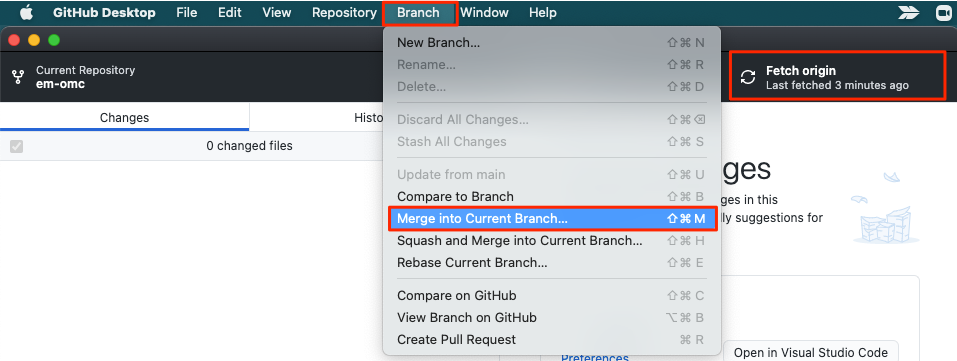 GitHub Desktop File Edit View Repository Branch Window Help
Current Repository
em-omc
Fetch origin
Last fetched 3 minutes ago
Changes
Histo
0 changed files
New Branch... ⇧⌘ N
Rename... ⇧⌘ R
Delete... ⇧⌘ D
Discard All Changes... ⇧⌘⌫
Stash All Changes ⇧⌘ S
Update from main ⇧⌘ U
Compare to Branch ⇧⌘ B
Merge into Current Branch... ⇧⌘ M
Squash and Merge into Current Branch... ⇧⌘ H
Rebase Current Branch... ⇧⌘ E
Compare on GitHub ⇧⌘ C
View Branch on GitHub ⌥⌘ B
Create Pull Request ⌘ R
ges
ges in this
ly suggestions for
Preferences
Open in Visual Studio Code